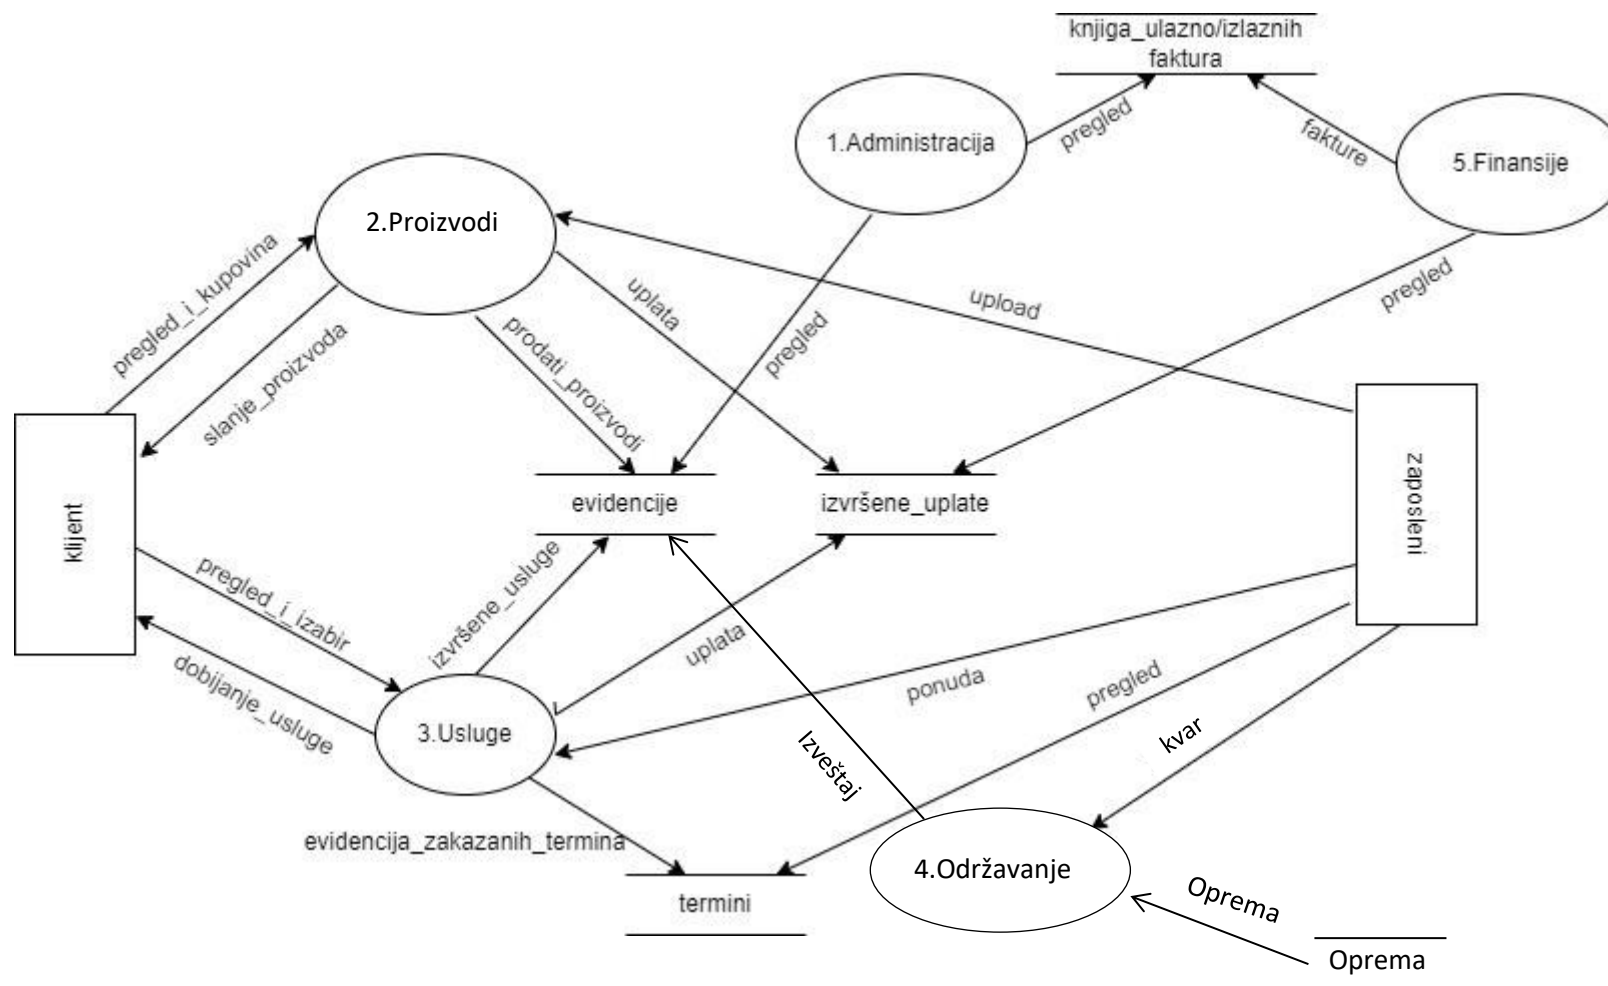 knjiga_ulazno/izlaznih
faktura
1.Administracija
pregled
fakture
5.Finansije
2.Proizvodi
pregled_i_kupovina
slanje_proizvoda
prodati_proizvodi
uplata
pregled
upload
pregled
klijent
evidencije
izvršene_uplate
zaposleni
pregled_i_izabir
dobijanje_usluge
izvršene_usluge
uplata
3.Usluge
ponuda
pregled
kvar
Izveštaj
evidencija_zakazanih_termina
termini
4.Održavanje
Oprema
Oprema